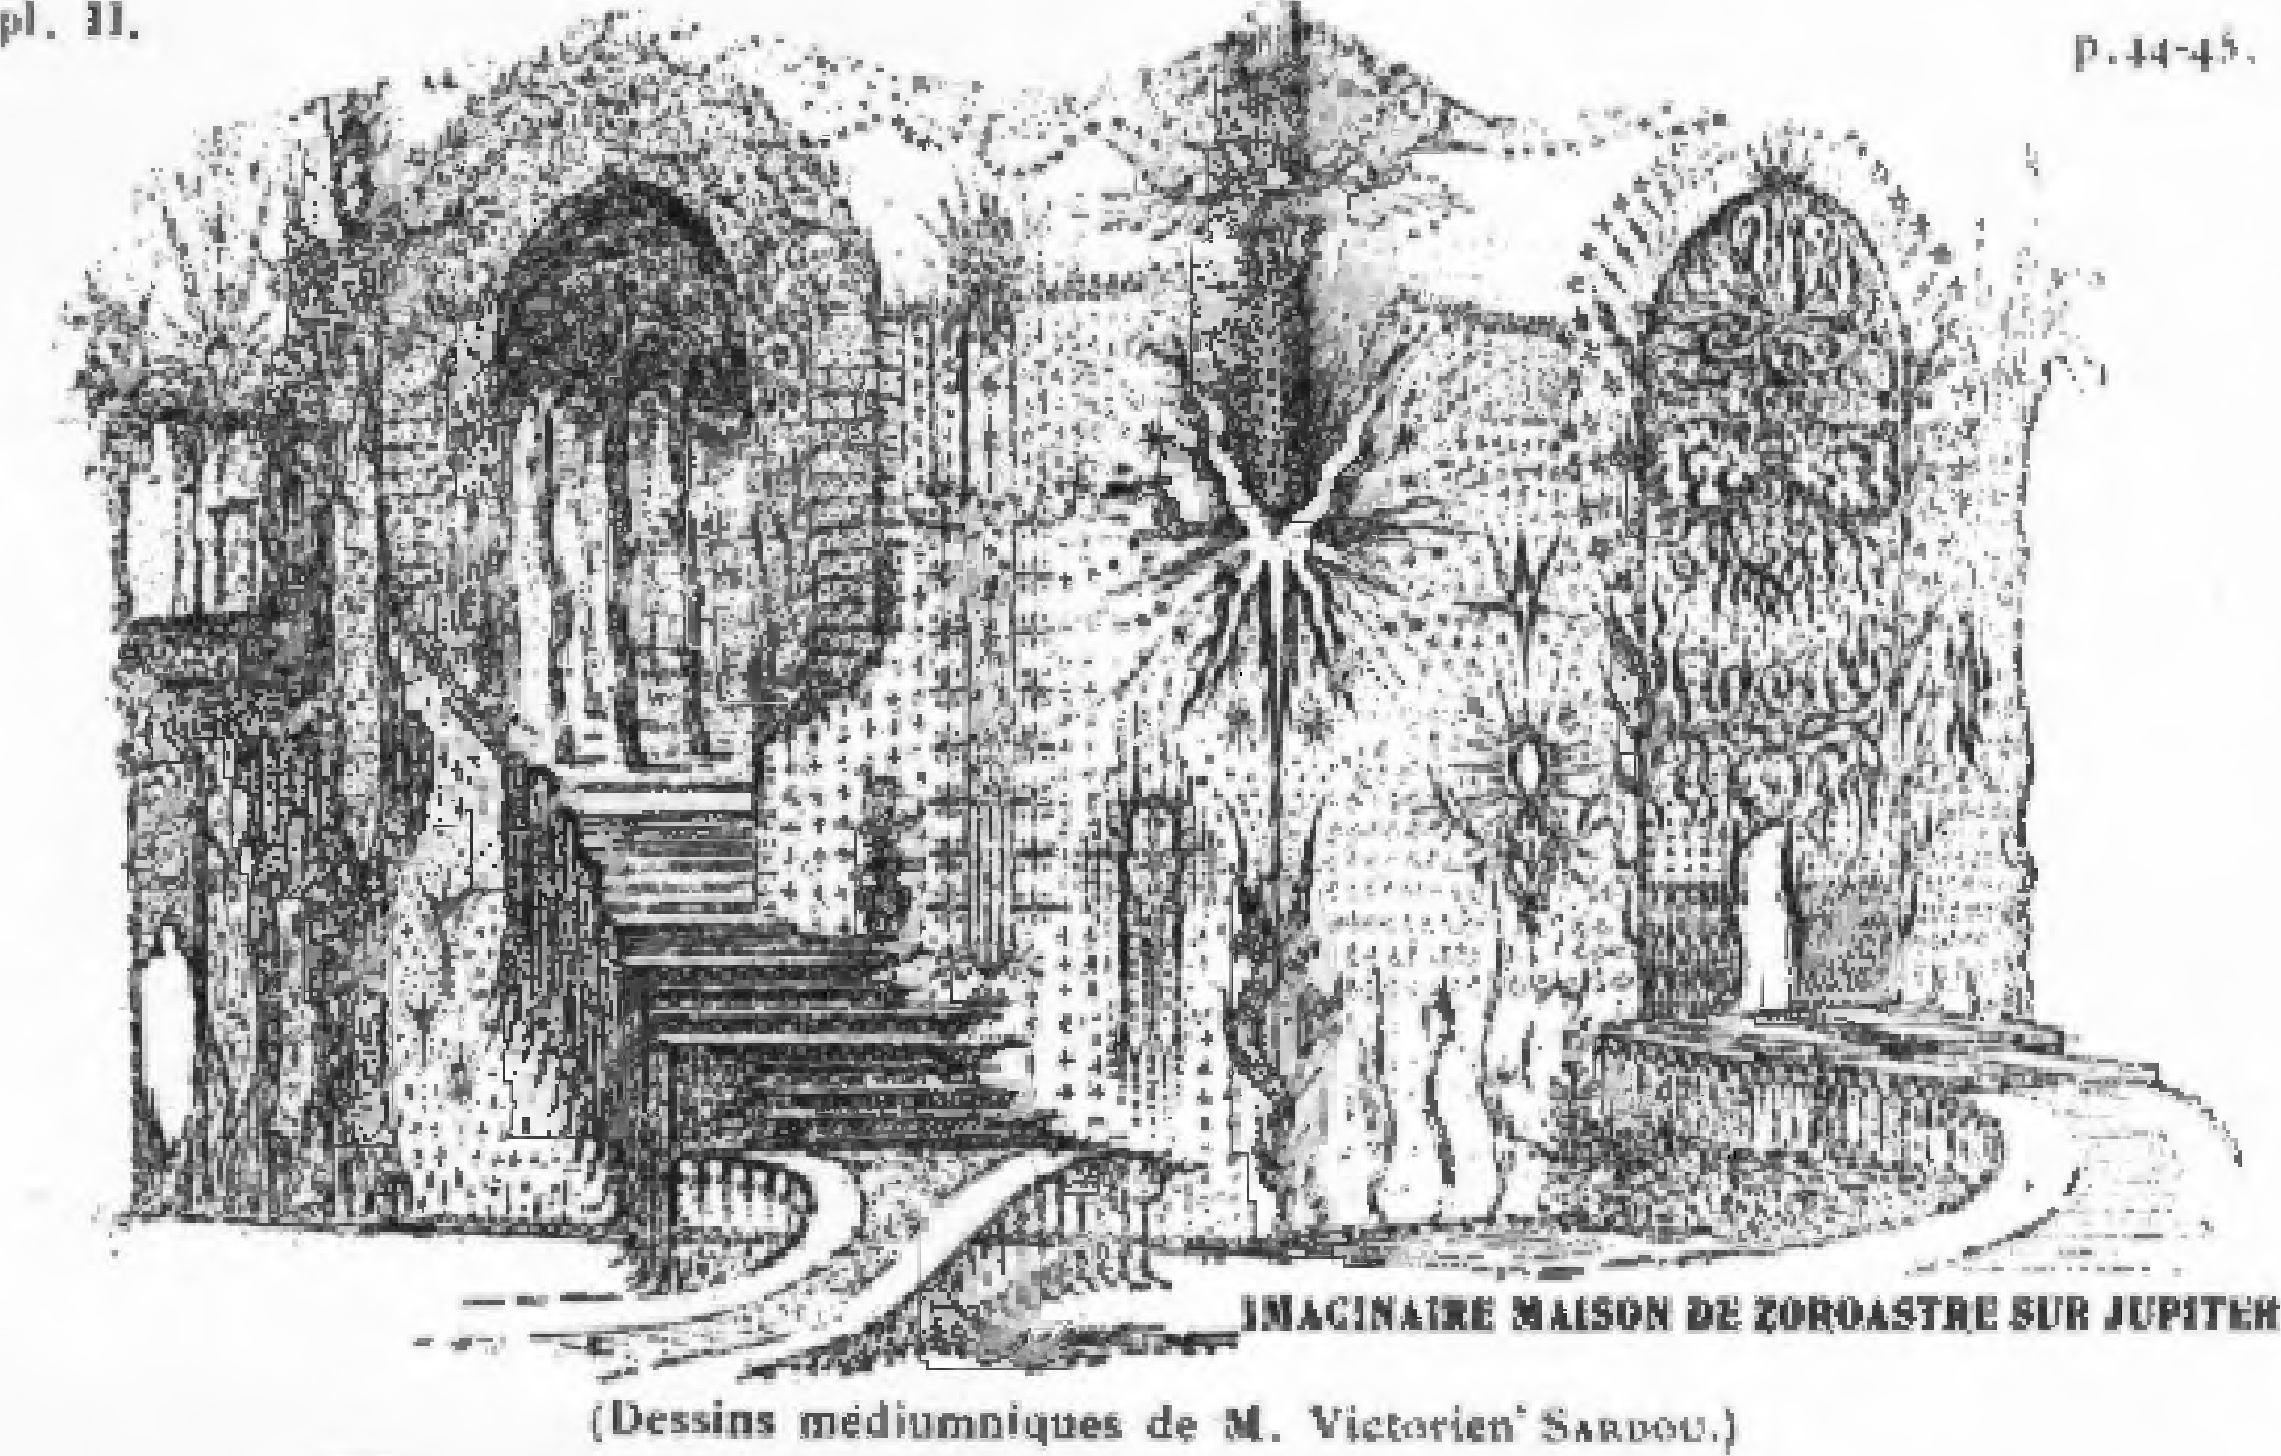 pl. II.
p. 44-45.
IMAGINAIRE MAISON DE ZOROASTRE SUR JUPITER
(Dessins médiumniques de M. Victorien SARDOU.)